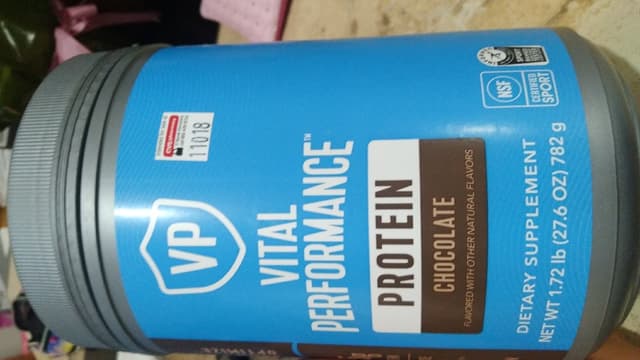 VP
VITAL
PERFORMANCE™
PROTEIN
CHOCOLATE
FLAVORED WITH OTHER NATURAL FLAVORS
DIETARY SUPPLEMENT
NET WT 1.72 lb (27.6 OZ) 782 g
NSF
CERTIFIED
SPORT
11018
OPTIMIZE